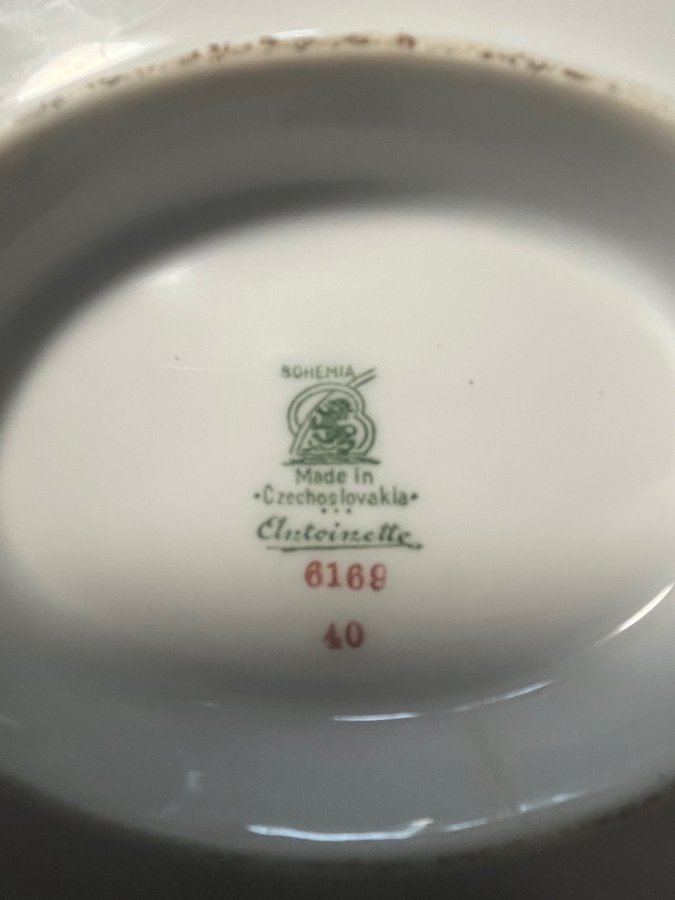 BOHEMIA
Made in
•Czechoslovakia•
Antoinette
6169
40